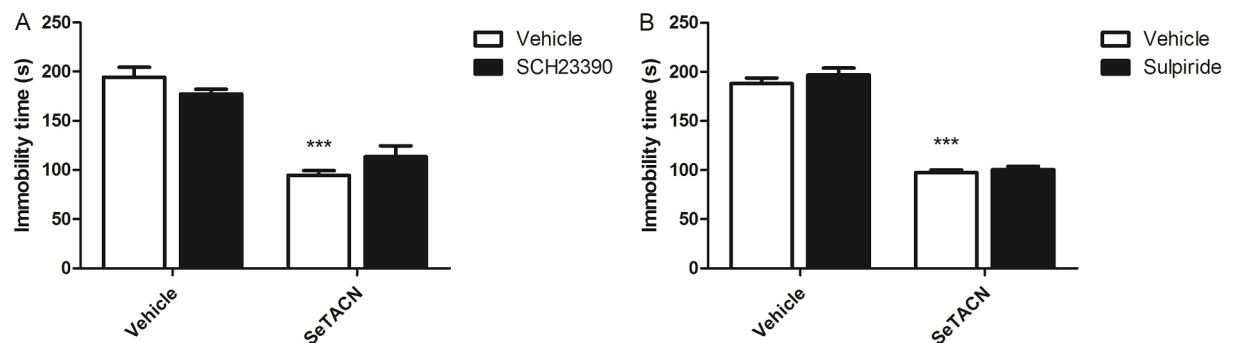 A
Immobility time (s)
250
200
150
100
50
0
***
Vehicle
SeTACN
Vehicle
SCH23390
B
Immobility time (s)
250
200
150
100
50
0
***
Vehicle
SeTACN
Vehicle
Sulpiride